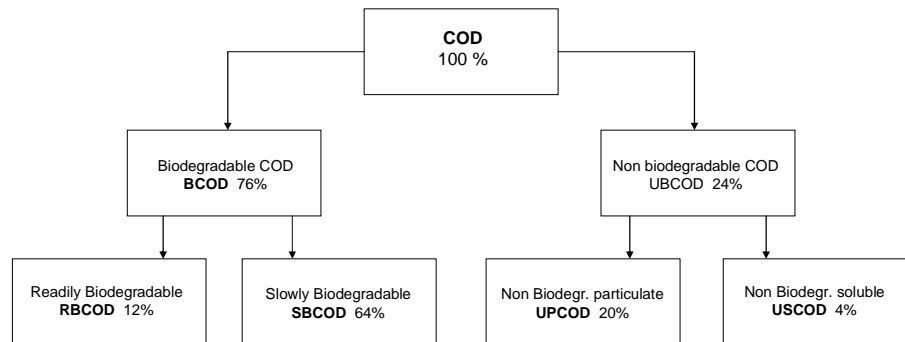 COD
100 %
Biodegradable COD
BCOD 76%
Non biodegradable COD
UBCOD 24%
Readily Biodegradable
RBCOD 12%
Slowly Biodegradable
SBCOD 64%
Non Biodegr. particulate
UPCOD 20%
Non Biodegr. soluble
USCOD 4%